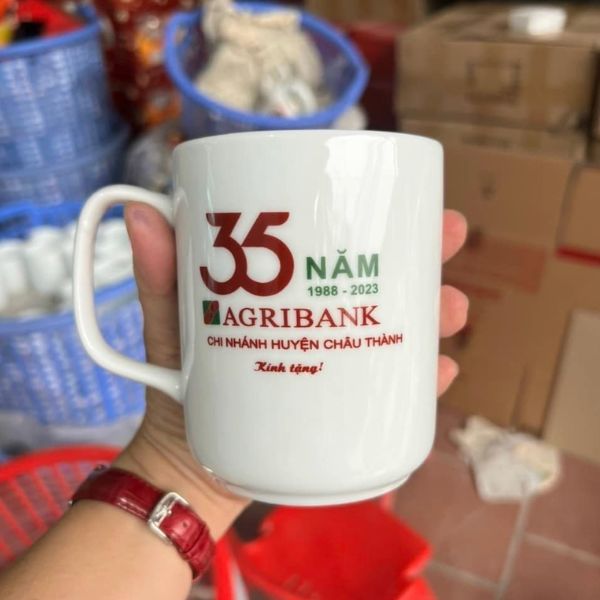 35 NĂM
1988 - 2023
AGRIBANK
CHI NHÁNH HUYỆN CHÂU THÀNH
Kính tặng!